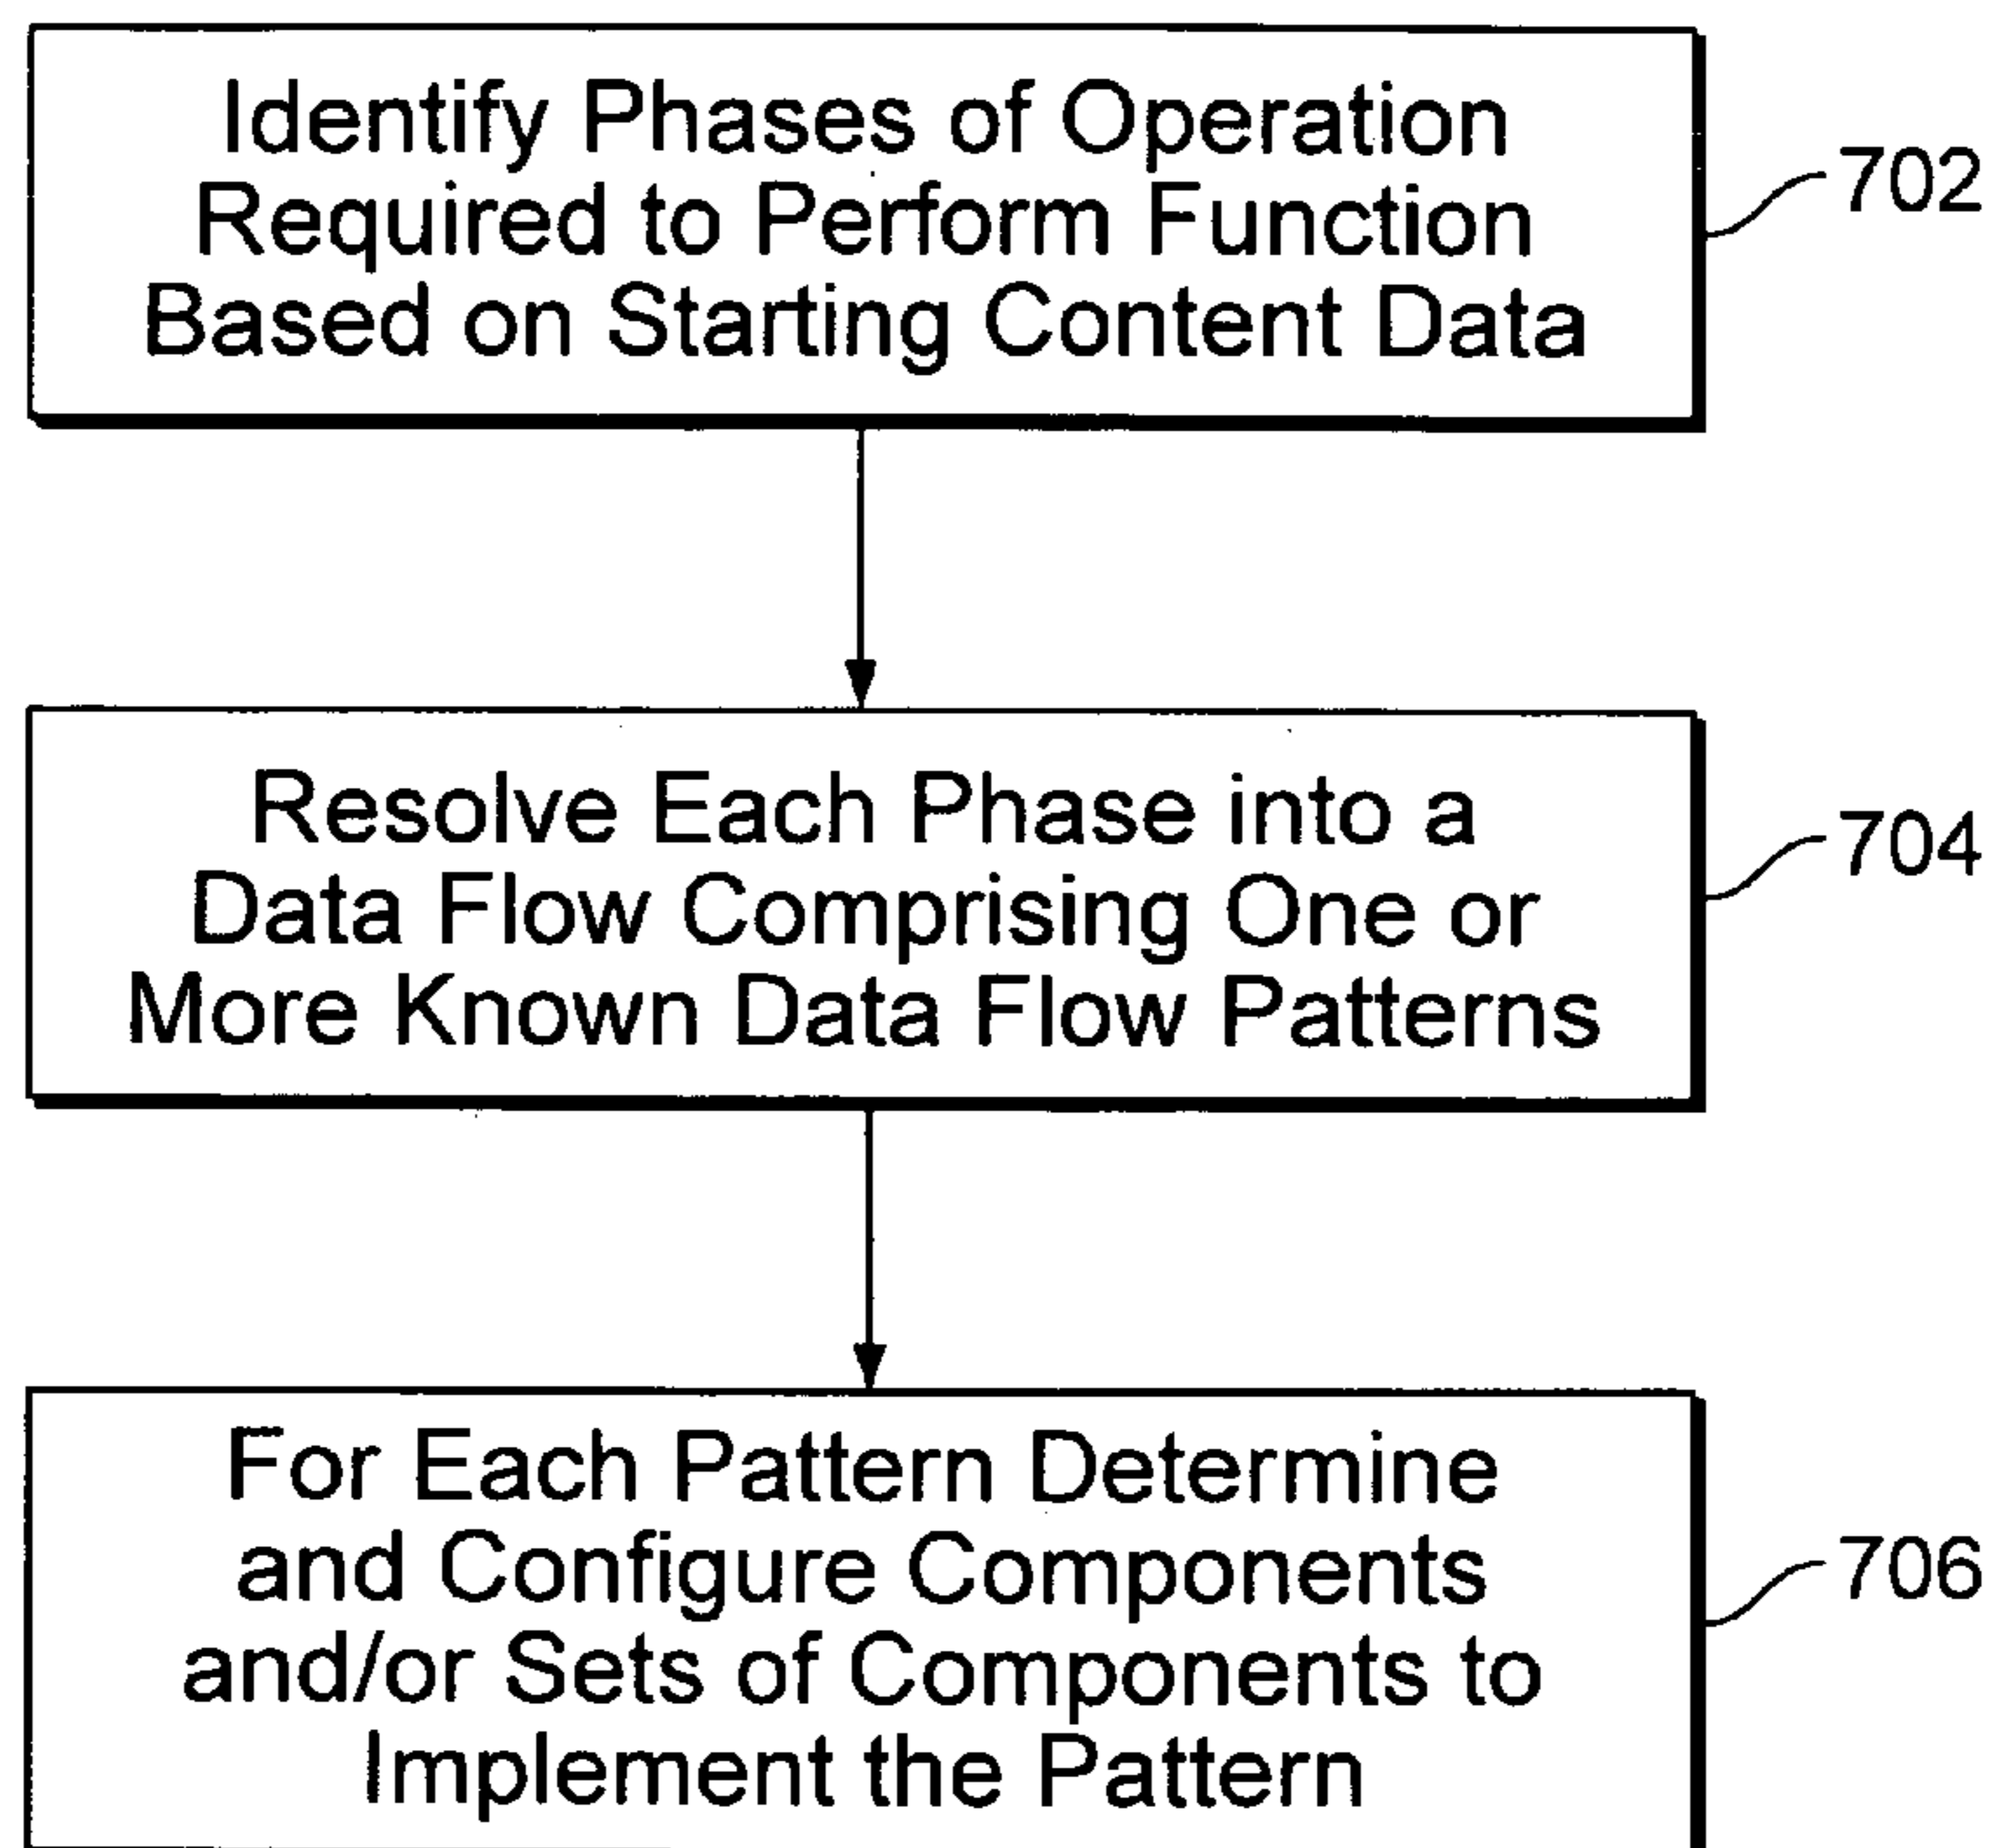 Identify Phases of Operation
Required to Perform Function
Based on Starting Content Data
702
Resolve Each Phase into a
Data Flow Comprising One or
More Known Data Flow Patterns
704
For Each Pattern Determine
and Configure Components
and/or Sets of Components to
Implement the Pattern
706